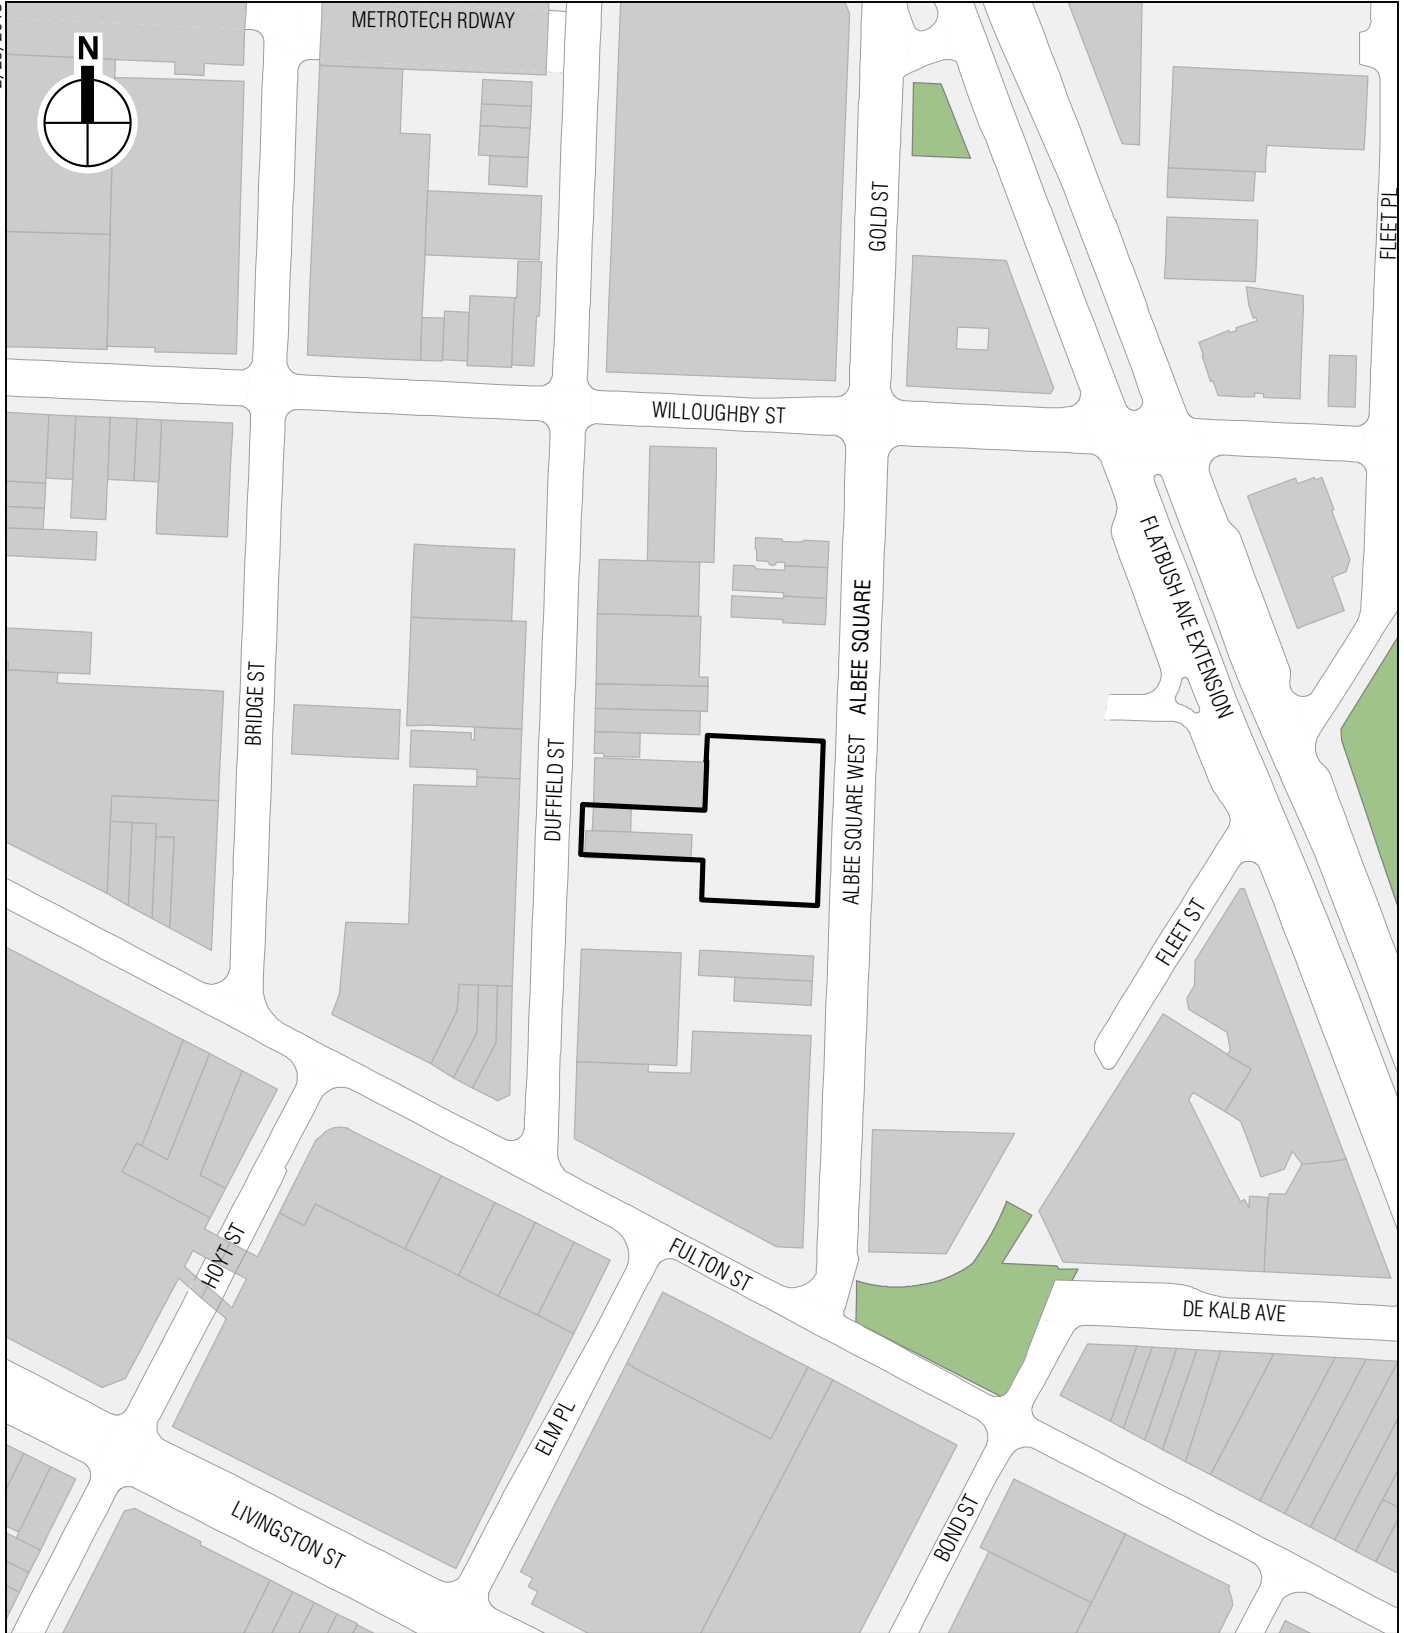 METROTECH RDWAY
N
GOLD ST
FLEET PL
WILLOUGHBY ST
FLATBUSH AVE EXTENSION
ALBEE SQUARE
BRIDGE ST
DUFFIELD ST
ALBEE SQUARE WEST
FLEET ST
HOYT ST
FULTON ST
DE KALB AVE
ELM PL
LIVINGSTON ST
BOND ST